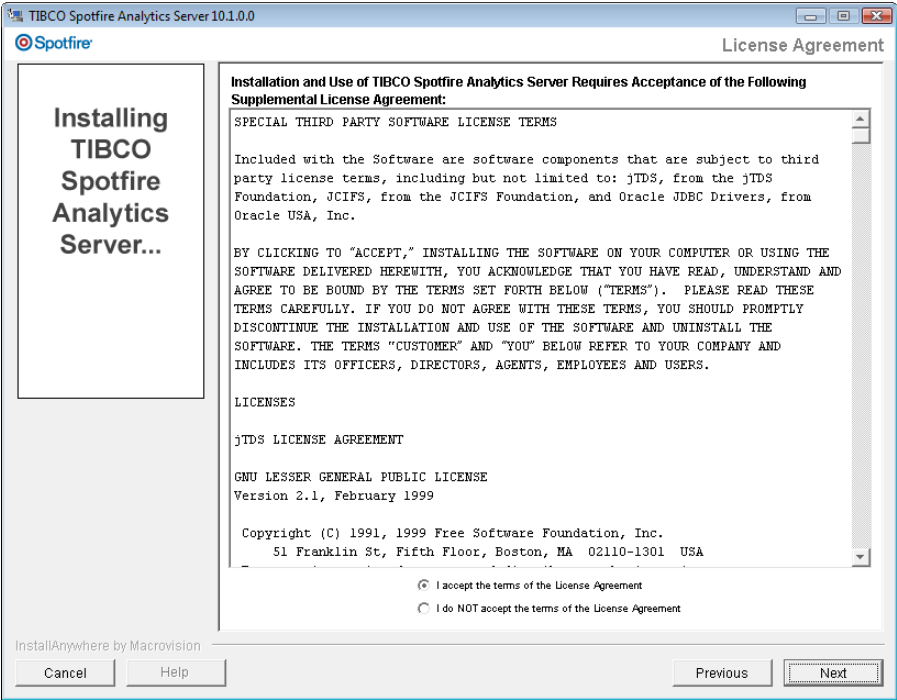 TIBCO Spotfire Analytics Server 10.1.0.0
Spotfire
License Agreement
Installing
TIBCO
Spotfire
Analytics
Server...
Installation and Use of TIBCO Spotfire Analytics Server Requires Acceptance of the Following
Supplemental License Agreement:
SPECIAL THIRD PARTY SOFTWARE LICENSE TERMS
Included with the Software are software components that are subject to third
party license terms, including but not limited to: jTDS, from the jTDS
Foundation, JCIFS, from the JCIFS Foundation, and Oracle JDBC Drivers, from
Oracle USA, Inc.
BY CLICKING TO "ACCEPT," INSTALLING THE SOFTWARE ON YOUR COMPUTER OR USING THE
SOFTWARE DELIVERED HEREWITH, YOU ACKNOWLEDGE THAT YOU HAVE READ, UNDERSTAND AND
AGREE TO BE BOUND BY THE TERMS SET FORTH BELOW ("TERMS").  PLEASE READ THESE
TERMS CAREFULLY. IF YOU DO NOT AGREE WITH THESE TERMS, YOU SHOULD PROMPTLY
DISCONTINUE THE INSTALLATION AND USE OF THE SOFTWARE AND UNINSTALL THE
SOFTWARE. THE TERMS "CUSTOMER" AND "YOU" BELOW REFER TO YOUR COMPANY AND
INCLUDES ITS OFFICERS, DIRECTORS, AGENTS, EMPLOYEES AND USERS.
LICENSES
jTDS LICENSE AGREEMENT
GNU LESSER GENERAL PUBLIC LICENSE
Version 2.1, February 1999
Copyright (C) 1991, 1999 Free Software Foundation, Inc.
51 Franklin St, Fifth Floor, Boston, MA  02110-1301  USA
I accept the terms of the License Agreement
I do NOT accept the terms of the License Agreement
InstallAnywhere by Macrovision
Cancel
Help
Previous
Next